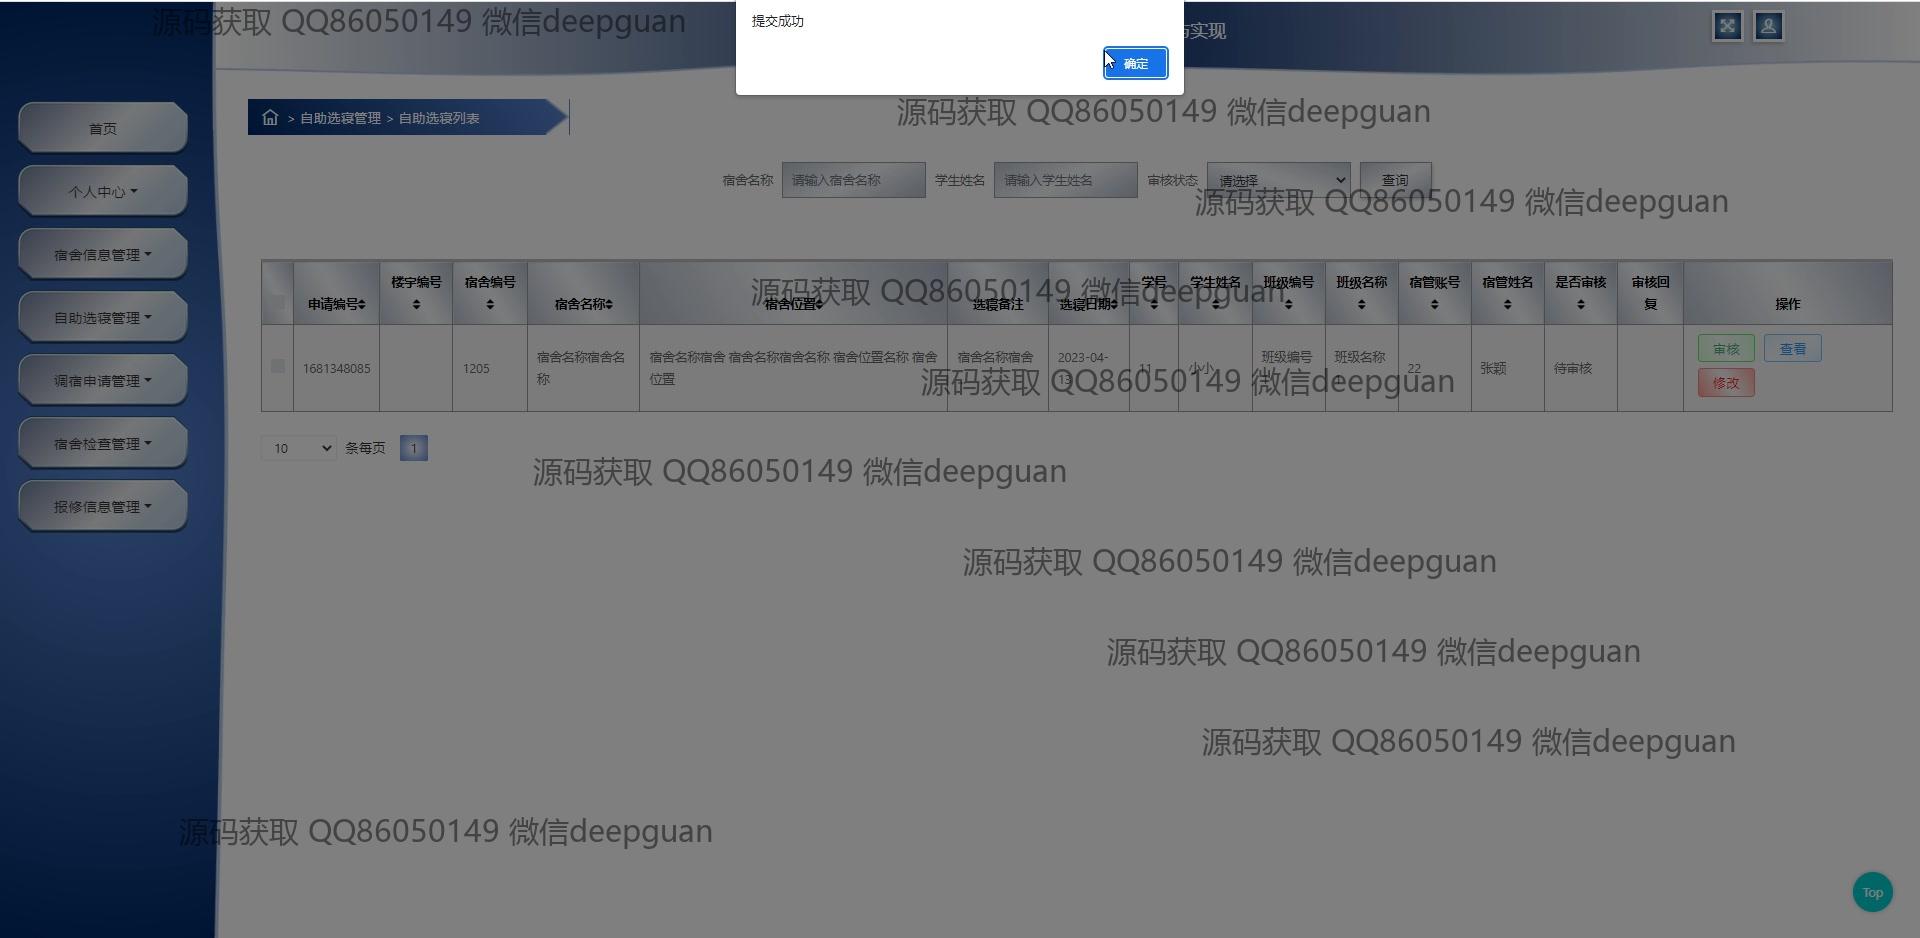 源码获取 QQ86050149 微信deepguan
提交成功
与实现
确定
> 自助选寝管理 > 自助选寝列表
源码获取 QQ86050149 微信deepguan
首页
个人中心
宿舍信息管理
自助选寝管理
调宿申请管理
宿舍检查管理
报修信息管理
宿舍名称 请输入宿舍名称 学生姓名 请输入学生姓名 审核状态 请选择 查询
源码获取 QQ86050149 微信deepguan
申请编号 楼宇编号 宿舍编号 宿舍名称 宿舍位置 选寝备注 选寝日期 学号 学生姓名 班级编号 班级名称 宿管账号 宿管姓名 是否审核 审核回复 操作
源码获取 QQ86050149 微信deepguan
1681348085 1205 宿舍名称宿舍名称 宿舍名称宿舍 宿舍名称宿舍名称 宿舍位置名称 宿舍位置 宿舍名称宿舍 2023-04-13 11 小小 班级编号 班级名称 22 张颖 待审核 审核 查看
修改
源码获取 QQ86050149 微信deepguan
10 条每页 1
源码获取 QQ86050149 微信deepguan
源码获取 QQ86050149 微信deepguan
源码获取 QQ86050149 微信deepguan
源码获取 QQ86050149 微信deepguan
源码获取 QQ86050149 微信deepguan
Top